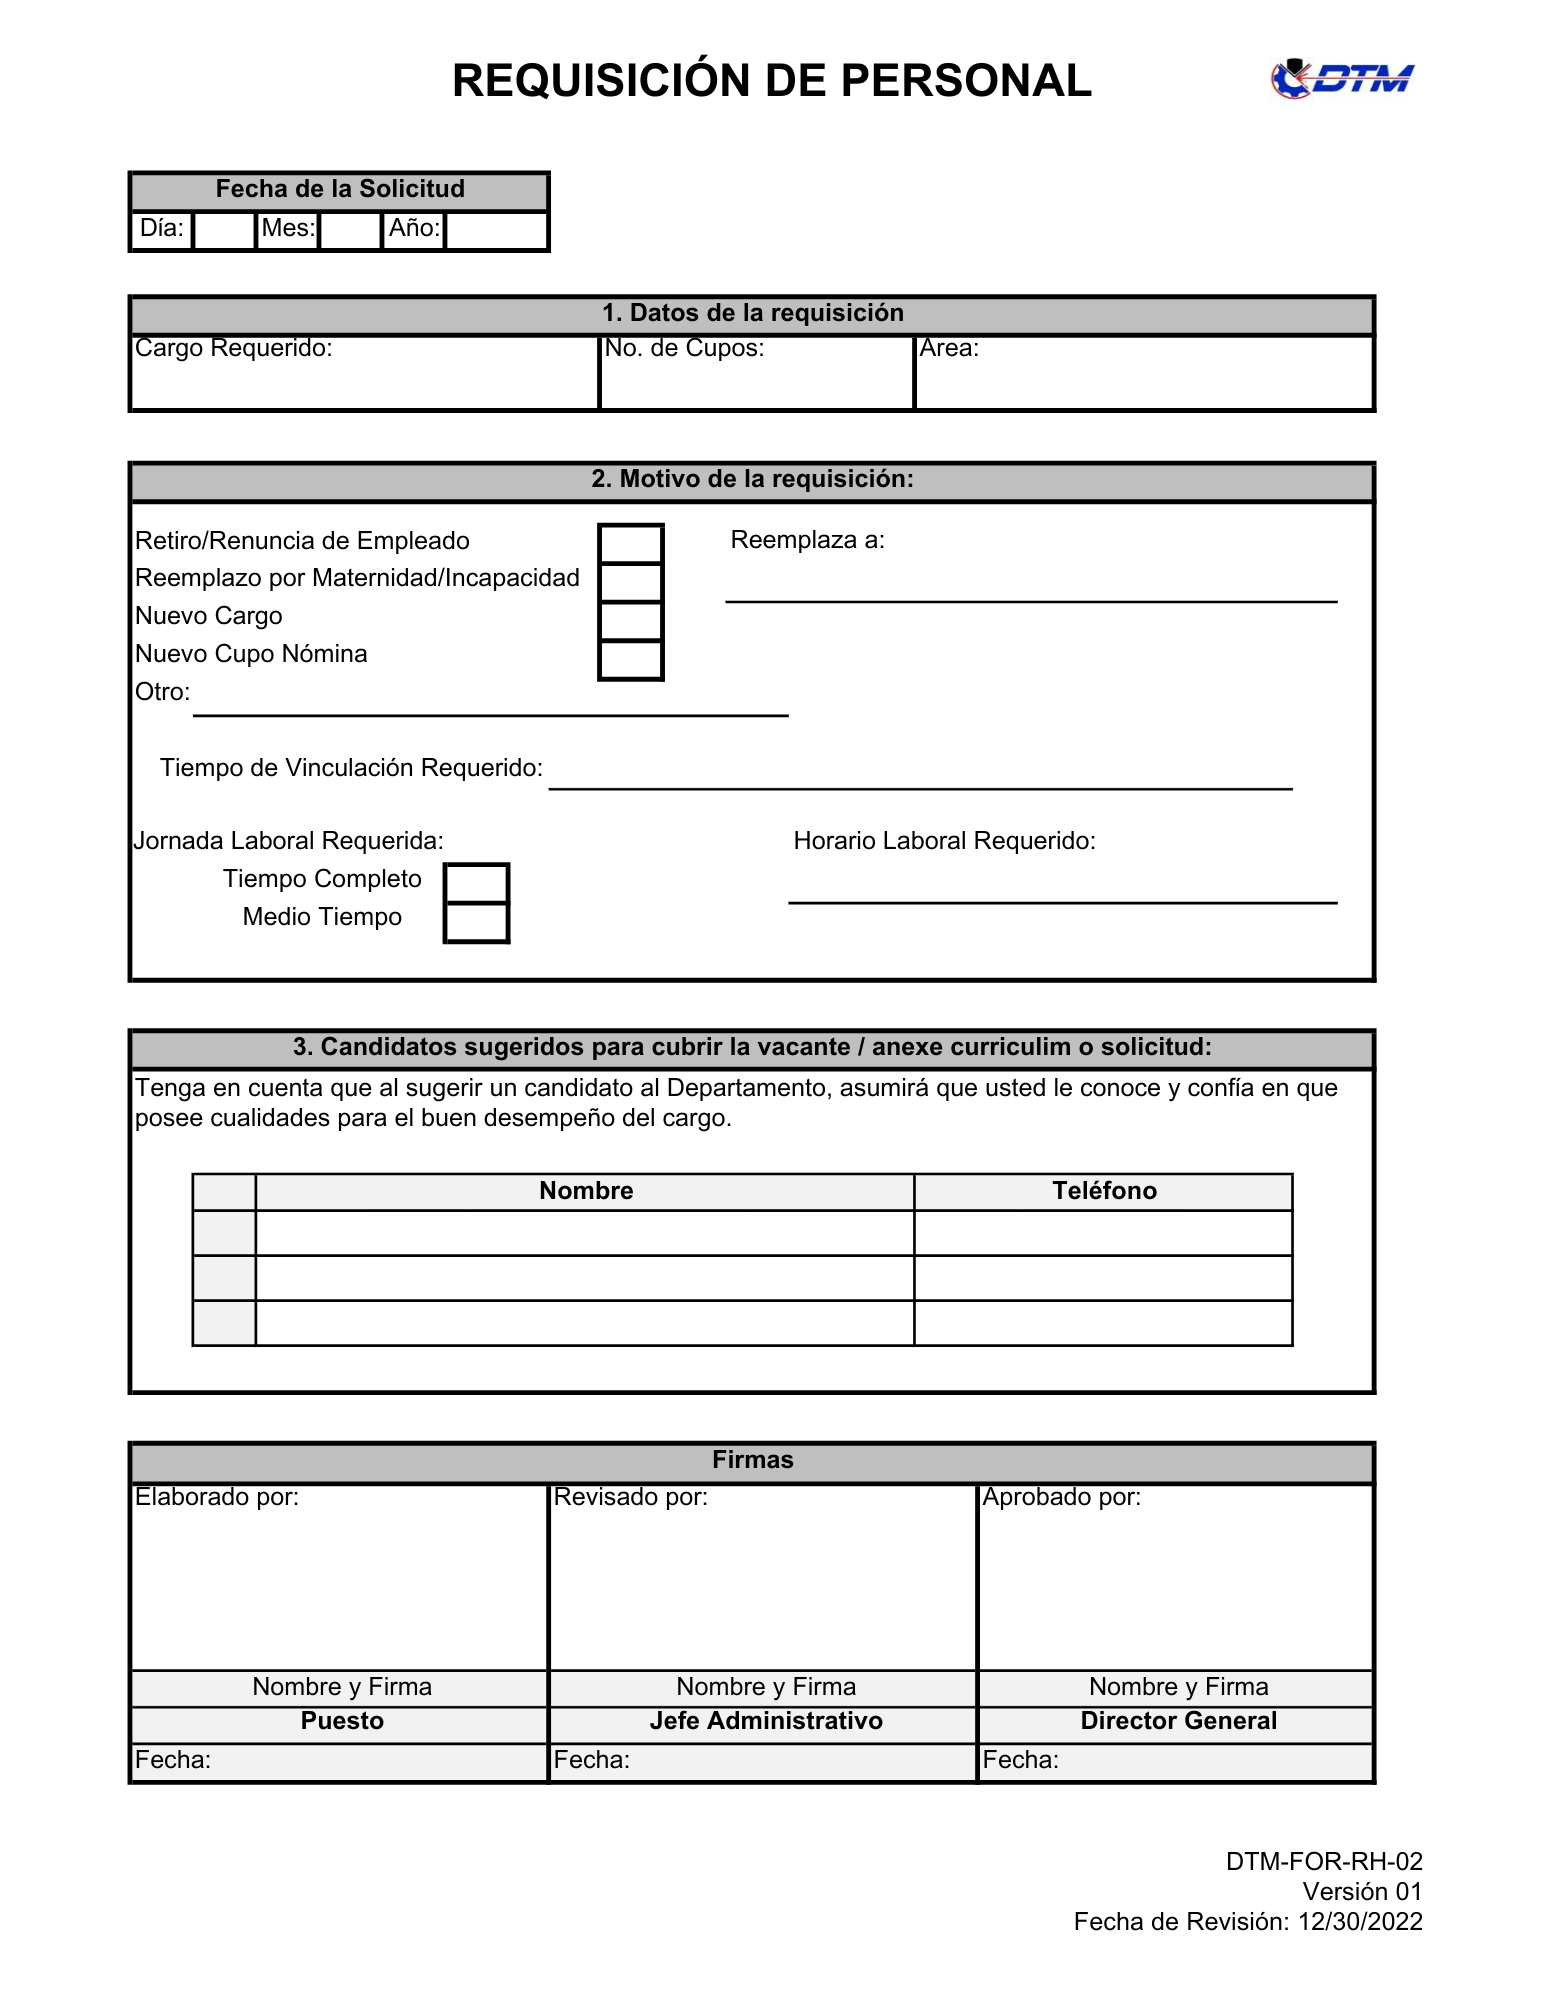 REQUISICIÓN DE PERSONAL
DTM
Fecha de la Solicitud
Día: Mes: Año:
1. Datos de la requisición
Cargo Requerido: No. de Cupos: Area:
2. Motivo de la requisición:
Retiro/Renuncia de Empleado Reemplaza a:
Reemplazo por Maternidad/Incapacidad
Nuevo Cargo
Nuevo Cupo Nómina
Otro:
Tiempo de Vinculación Requerido:
Jornada Laboral Requerida: Horario Laboral Requerido:
Tiempo Completo
Medio Tiempo
3. Candidatos sugeridos para cubrir la vacante / anexe curriculim o solicitud:
Tenga en cuenta que al sugerir un candidato al Departamento, asumirá que usted le conoce y confía en que
posee cualidades para el buen desempeño del cargo.
Nombre Teléfono
Firmas
Elaborado por: Revisado por: Aprobado por:
Nombre y Firma Nombre y Firma Nombre y Firma
Puesto Jefe Administrativo Director General
Fecha: Fecha: Fecha:
DTM-FOR-RH-02
Versión 01
Fecha de Revisión: 12/30/2022